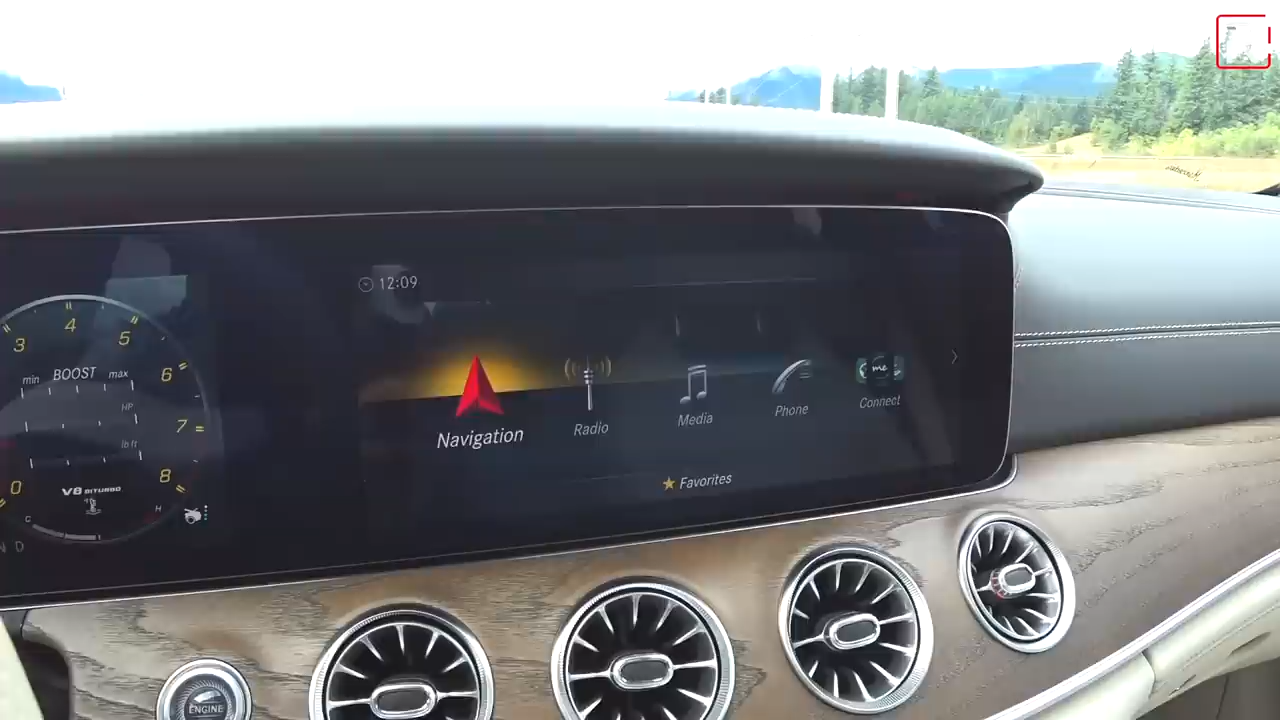 12:09
3 4 5 6 7 8 0
min BOOST max
HP
lb ft
V8 BITURBO
C H
N D
Navigation
Radio
Media
Phone
me
Connect
Favorites
ENGINE